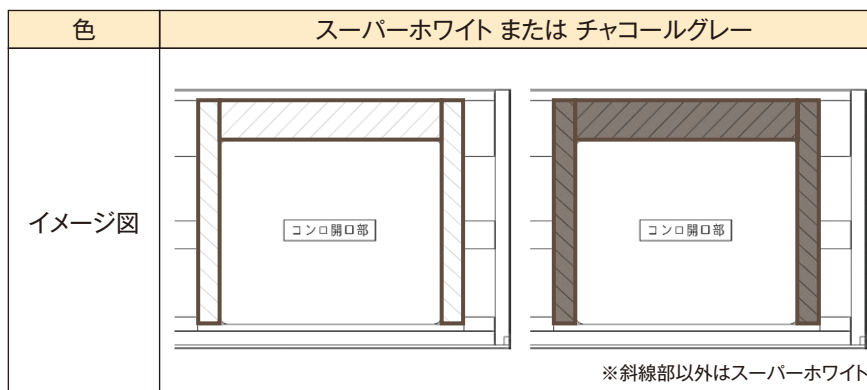 色
スーパーホワイト または チャコールグレー
イメージ図
コンロ開口部
コンロ開口部
※斜線部以外はスーパーホワイト